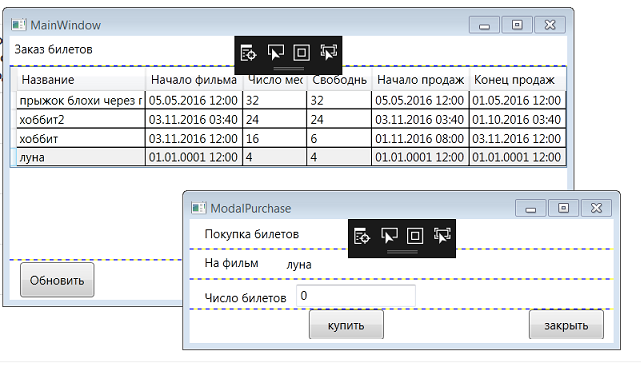 MainWindow
Заказ билетов
Название Начало фильма Число мес Свободнь Начало продаж Конец продаж
прыжок блохи через г 05.05.2016 12:00 32 32 05.05.2016 12:00 01.05.2016 12:00
хоббит2 03.11.2016 03:40 24 24 03.11.2016 03:40 01.10.2016 03:40
хоббит 03.11.2016 12:00 16 6 01.11.2016 08:00 03.11.2016 12:00
луна 01.01.0001 12:00 4 4 01.01.0001 12:00 01.01.0001 12:00
Обновить
ModalPurchase
Покупка билетов
На фильм луна
Число билетов 0
купить закрыть